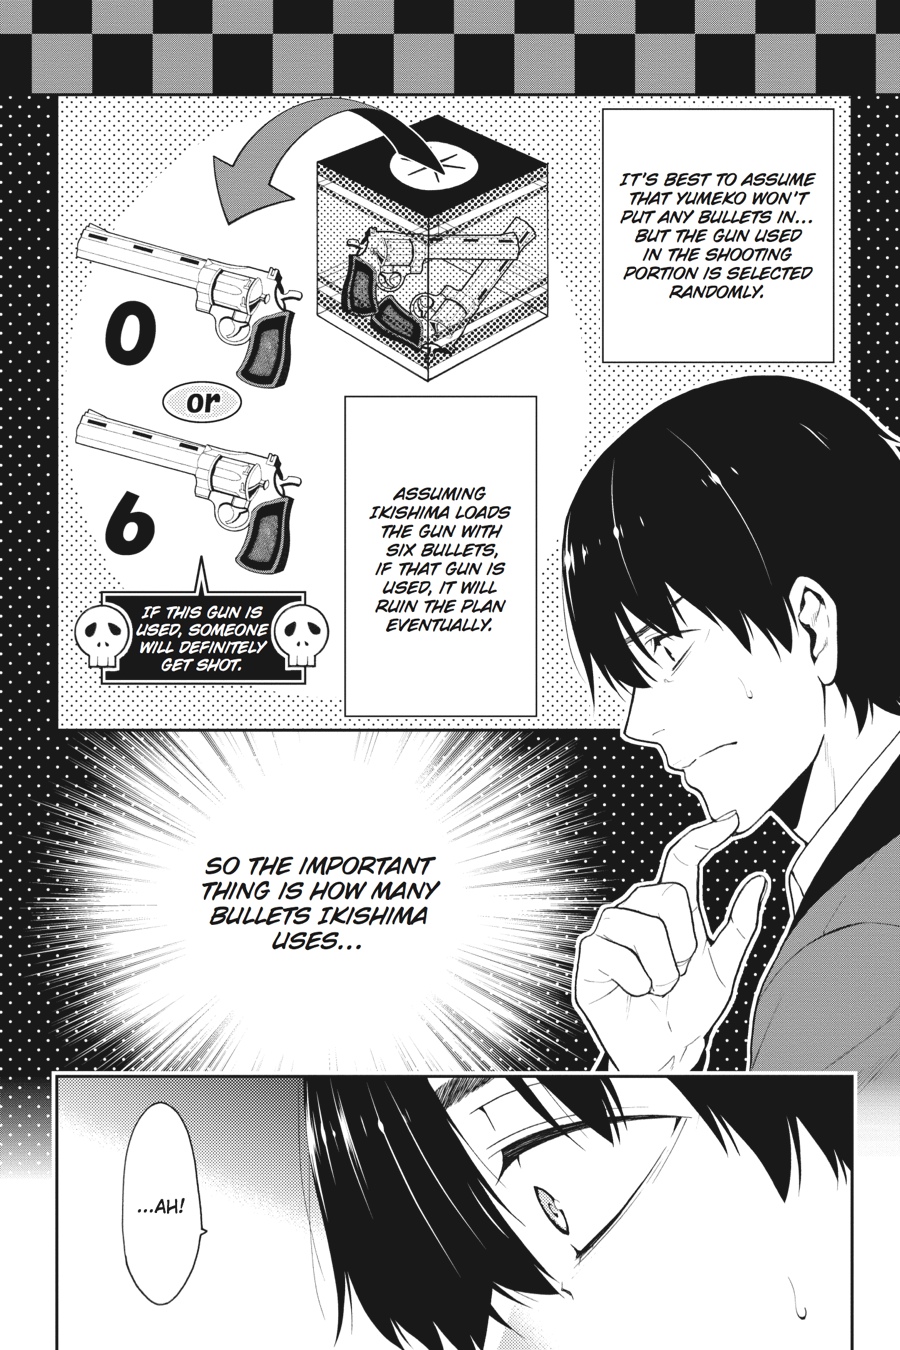 IT'S BEST TO ASSUME
THAT YUMEKO WON'T
PUT ANY BULLETS IN...
BUT THE GUN USED
IN THE SHOOTING
PORTION IS SELECTED
RANDOMLY.
0
or
6
IF THIS GUN IS
USED, SOMEONE
WILL DEFINITELY
GET SHOT.
ASSUMING
IKISHIMA LOADS
THE GUN WITH
SIX BULLETS,
IF THAT GUN IS
USED, IT WILL
RUIN THE PLAN
EVENTUALLY.
SO THE IMPORTANT
THING IS HOW MANY
BULLETS IKISHIMA
USES...
...AH!